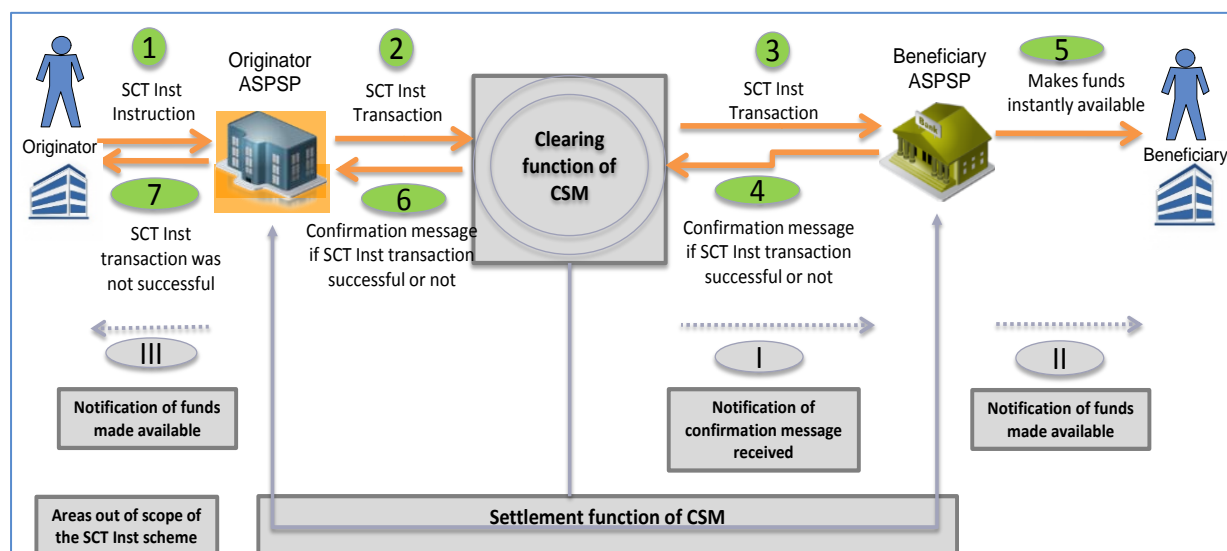 1
SCT Inst
Instruction
Originator
ASPSP
2
SCT Inst
Transaction
3
SCT Inst
Transaction
Beneficiary
ASPSP
5
Makes funds
instantly available
Originator
Clearing
function of
CSM
Bank
Beneficiary
7
SCT Inst
transaction was
not successful
6
Confirmation message
if SCT Inst transaction
successful or not
4
Confirmation message
if SCT Inst transaction
successful or not
III
Notification of funds
made available
I
Notification of
confirmation message
received
II
Notification of funds
made available
Areas out of scope of
the SCT Inst scheme
Settlement function of CSM